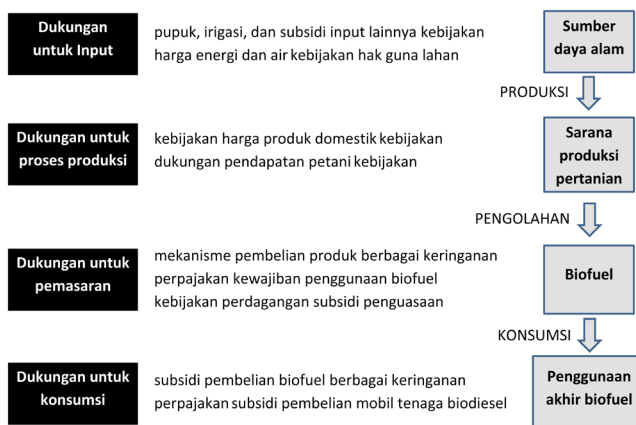 Dukungan
untuk Input
pupuk, irigasi, dan subsidi input lainnya kebijakan
harga energi dan air kebijakan hak guna lahan
Sumber
daya alam
PRODUKSI
Dukungan untuk
proses produksi
kebijakan harga produk domestik kebijakan
dukungan pendapatan petani kebijakan
Sarana
produksi
pertanian
PENGOLAHAN
Dukungan untuk
pemasaran
mekanisme pembelian produk berbagai keringanan
perpajakan kewajiban penggunaan biofuel
kebijakan perdagangan subsidi penguasaan
Biofuel
KONSUMSI
Dukungan untuk
konsumsi
subsidi pembelian biofuel berbagai keringanan
perpajakan subsidi pembelian mobil tenaga biodiesel
Penggunaan
akhir biofuel